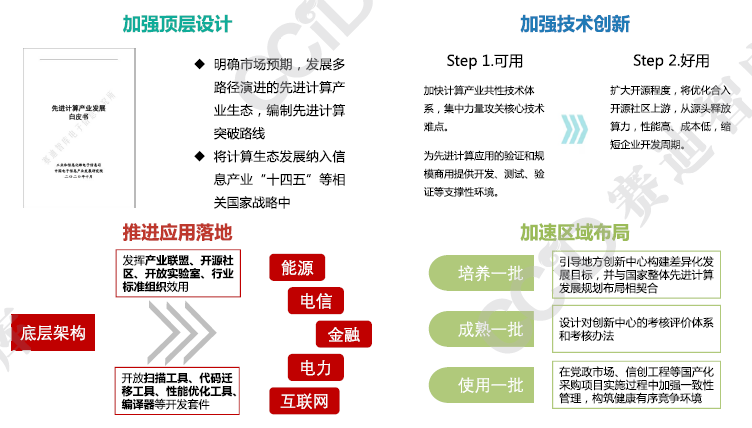 加强顶层设计
先进计算产业发展
白皮书
◆ 明确市场预期，发展多
路径演进的先进计算产
业生态，编制先进计算
突破路线
◆ 将计算生态发展纳入信
息产业“十四五”等相
关国家战略中
加强技术创新
Step 1.可用
加快计算产业共性技术体
系，集中力量攻关核心技术
难点。
为先进计算应用的验证和规
模商用提供开发、测试、验
证等支撑性环境。
Step 2.好用
扩大开源程度，将优化合入
开源社区上游，从源头释放
算力，性能高、成本低，缩
短企业开发周期。
推进应用落地
底层架构
发挥产业联盟、开源社
区、开放实验室、行业
标准组织效用
开放扫描工具、代码迁
移工具、性能优化工具、
编译器等开发套件
能源
电信
金融
电力
互联网
加速区域布局
培养一批
引导地方创新中心构建差异化发
展目标，并与国家整体先进计算
发展规划布局相契合
成熟一批
设计对创新中心的考核评价体系
和考核办法
使用一批
在党政市场、信创工程等国产化
采购项目实施过程中加强一致性
管理，构筑健康有序竞争环境
CCID 赛迪智库